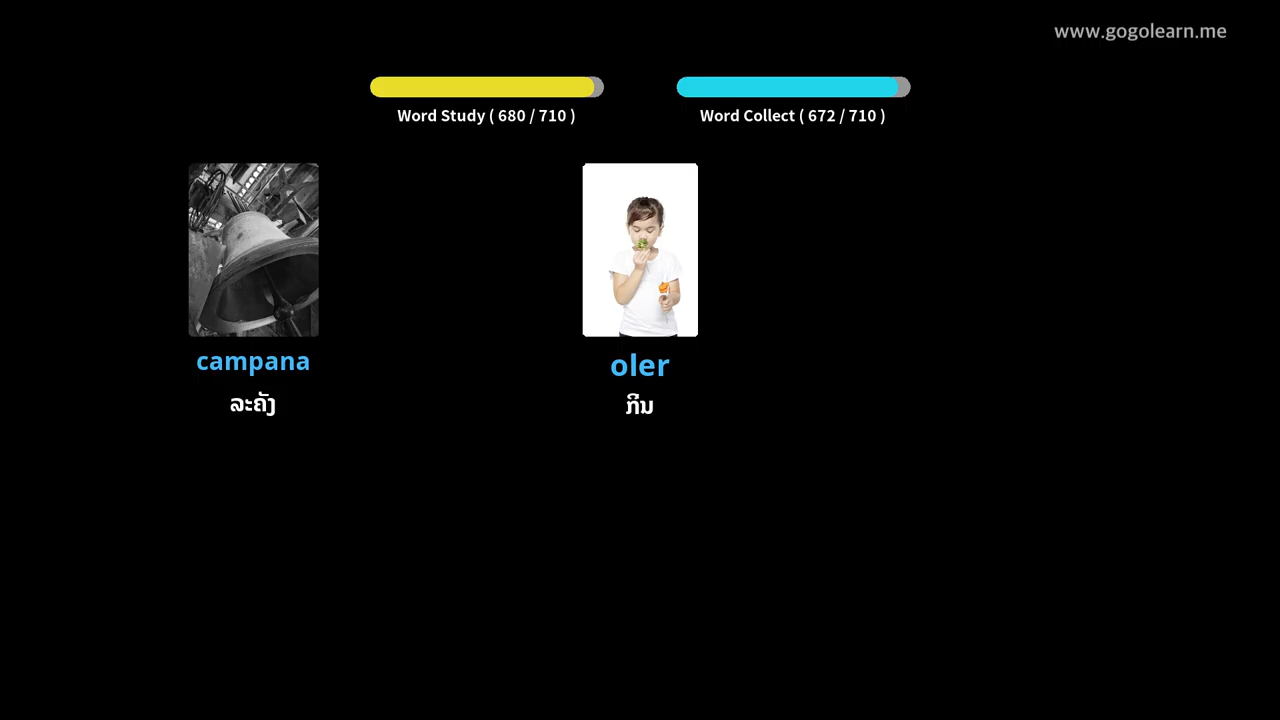 www.gogolearn.me
Word Study ( 680 / 710 )
Word Collect ( 672 / 710 )
campana
ລະຄັງ
oler
ກິນ